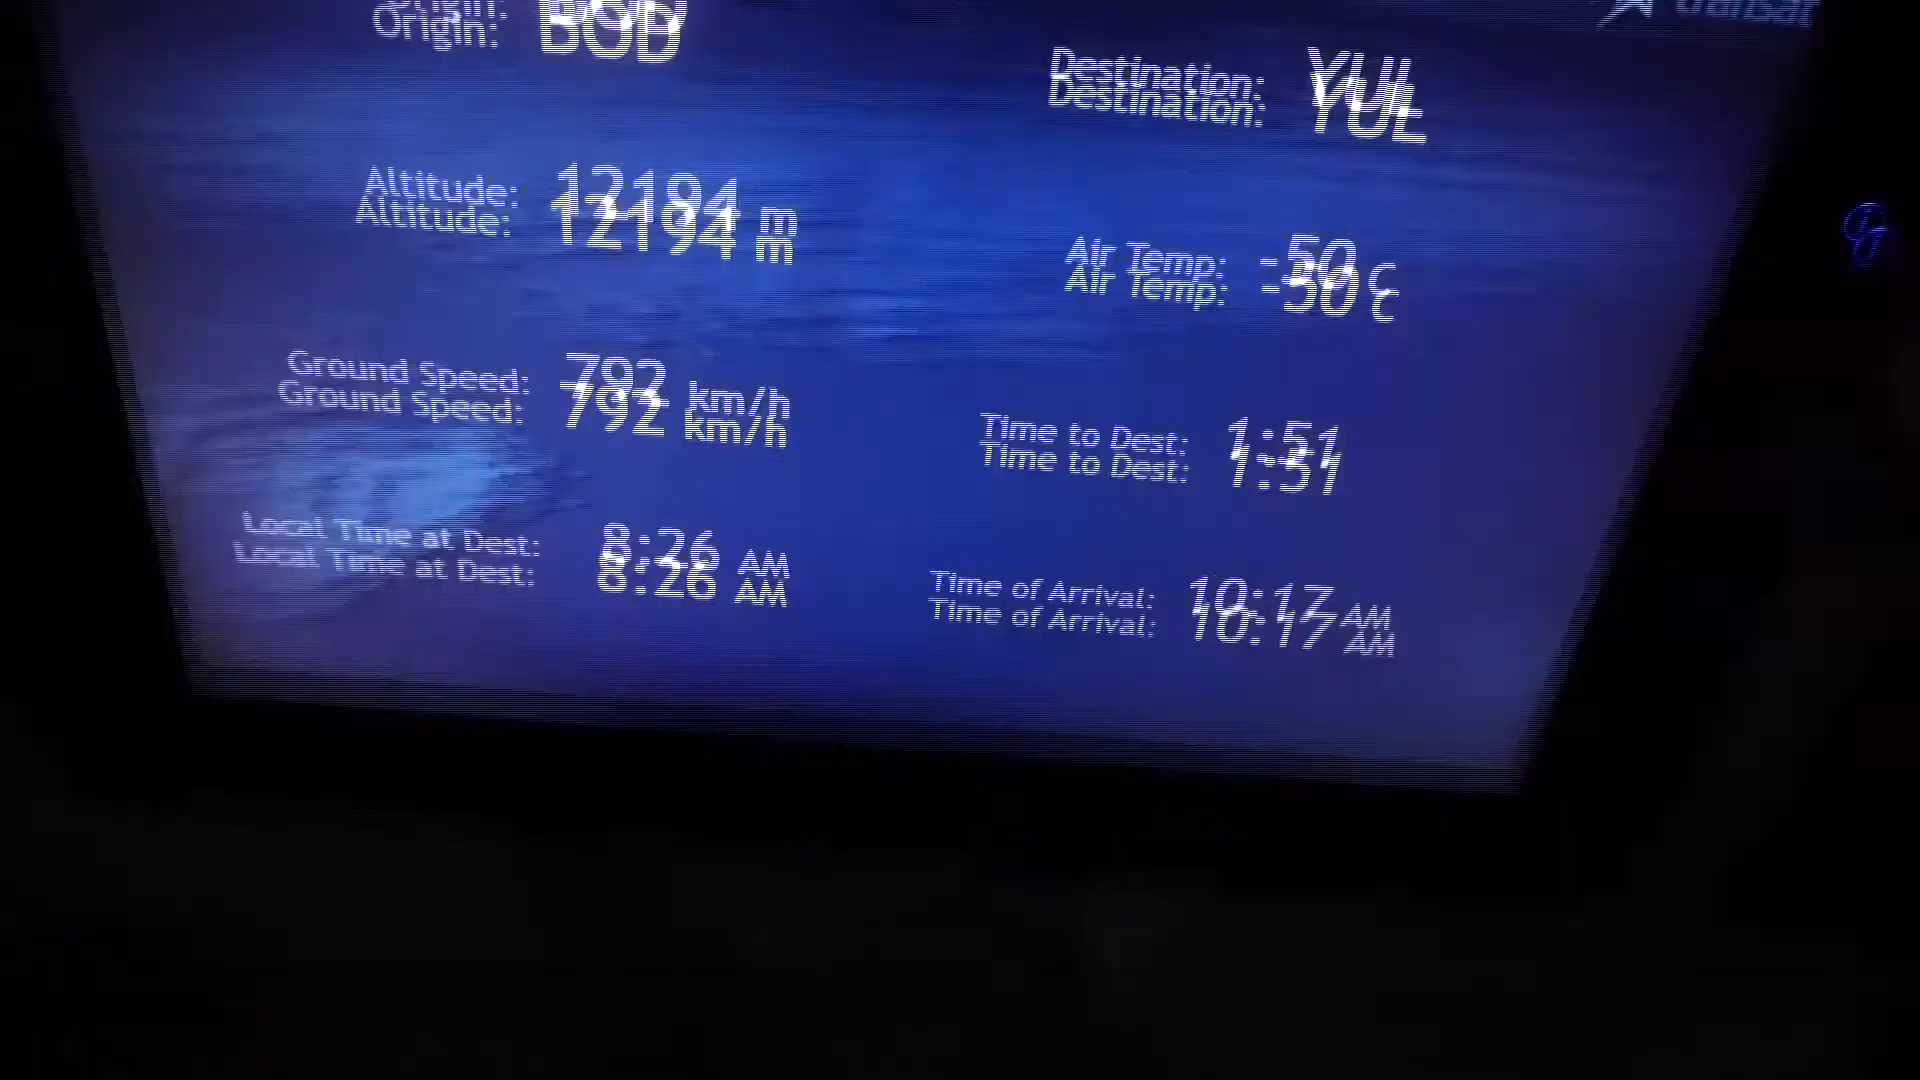 transat
Origin: BOD
Destination: YUL
Altitude: 12194 m
Air Temp: -50 C
Ground Speed: 792 km/h
Time to Dest: 1:51
Local Time at Dest: 8:26 AM
Time of Arrival: 10:17 AM